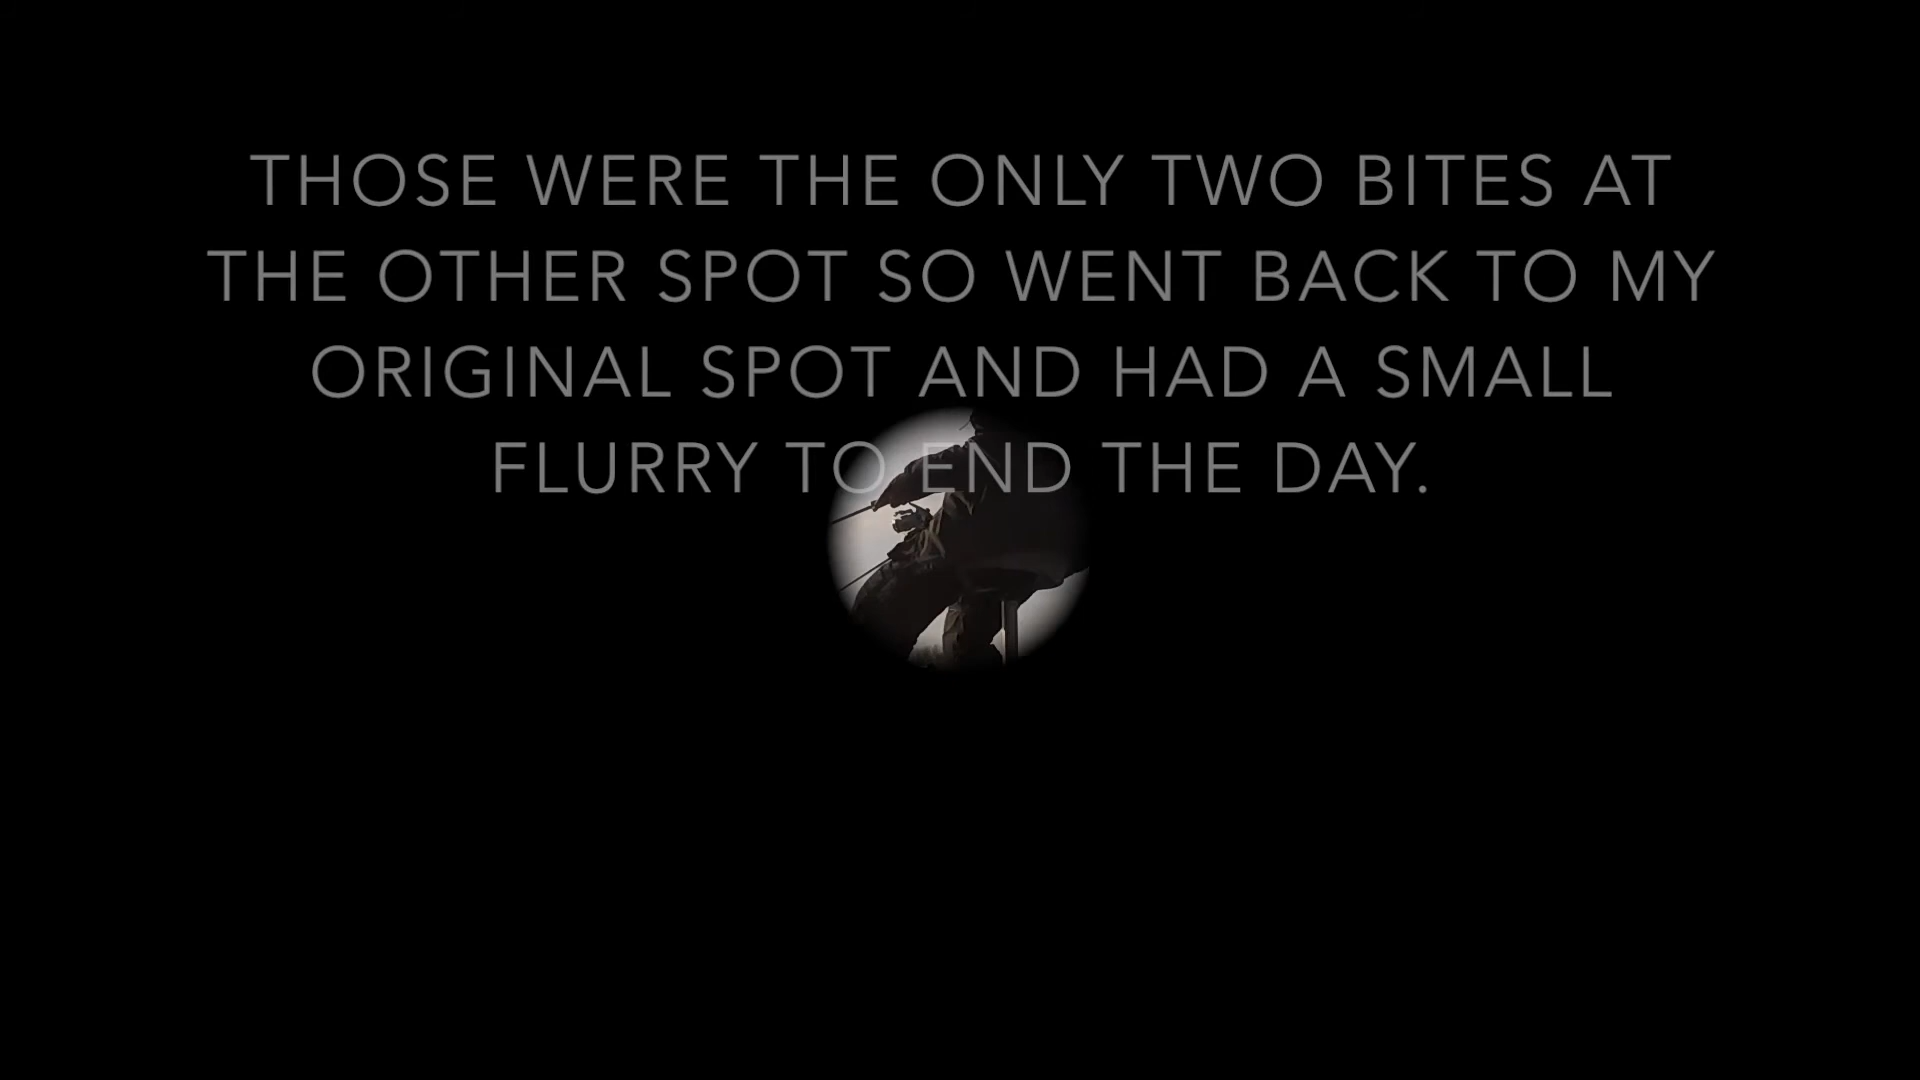 THOSE WERE THE ONLY TWO BITES AT
THE OTHER SPOT SO WENT BACK TO MY
ORIGINAL SPOT AND HAD A SMALL
FLURRY TO END THE DAY.